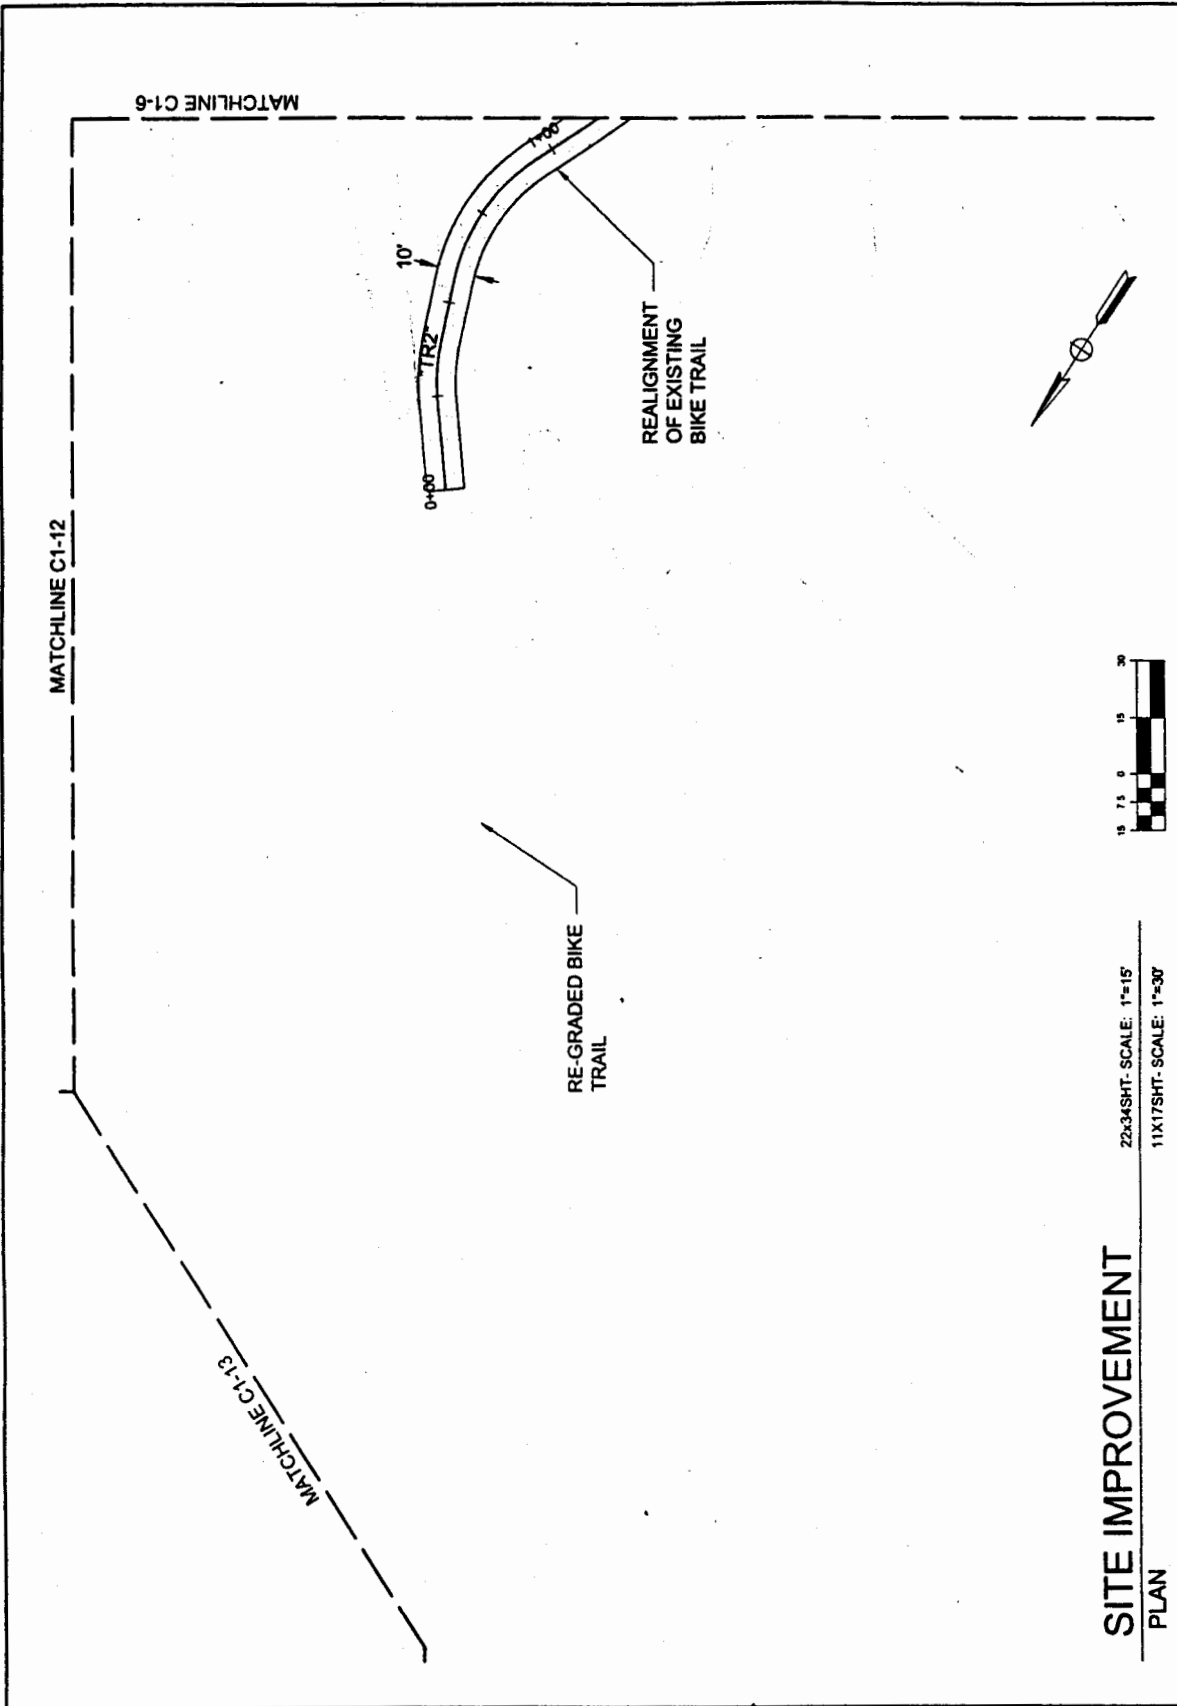 MATCHLINE C1-6
MATCHLINE C1-12
MATCHLINE C1-13
10'
"TR2"
0+00
1+00
REALIGNMENT
OF EXISTING
BIKE TRAIL
RE-GRADED BIKE
TRAIL
15 7.5 0 15 30
SITE IMPROVEMENT
PLAN
22x34SHT- SCALE: 1"=15'
11X17SHT- SCALE: 1"=30'